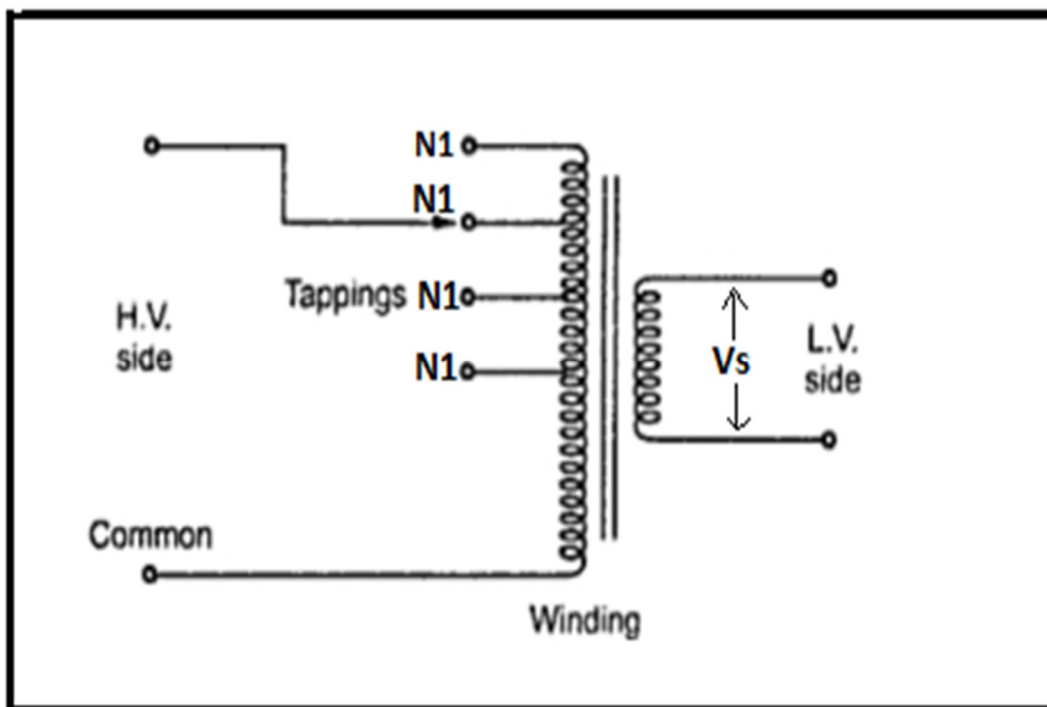 N1
N1
Tappings N1
H.V.
side
N1
Vs
L.V.
side
Common
Winding